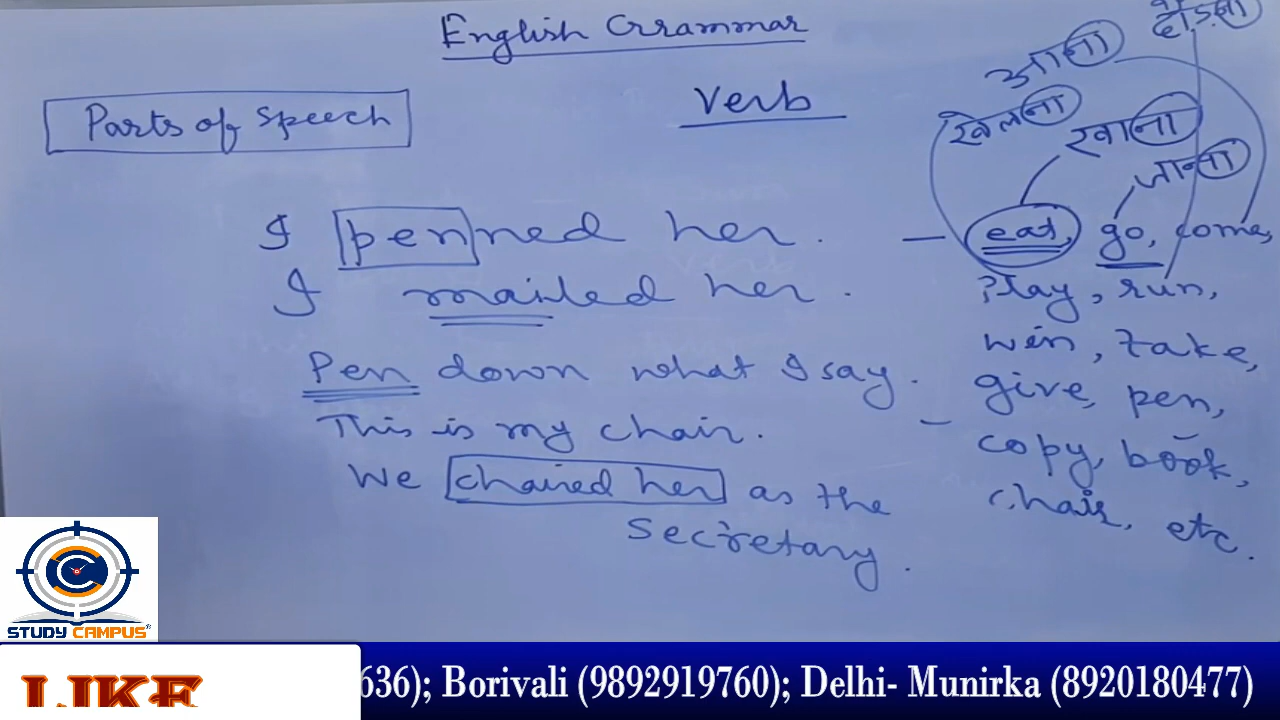 English Grammar
Parts of Speech
Verb
दौड़ना
आना
खेलना
खाना
जाना
I penned her.
I mailed her.
Pen down what I say.
This is my chair.
We chaired her as the
Secretary.
— eat, go, come,
Play, run,
win, take,
give, pen,
copy, book,
chair, etc.
STUDY CAMPUS®
LIKE
636); Borivali (9892919760); Delhi- Munirka (8920180477)